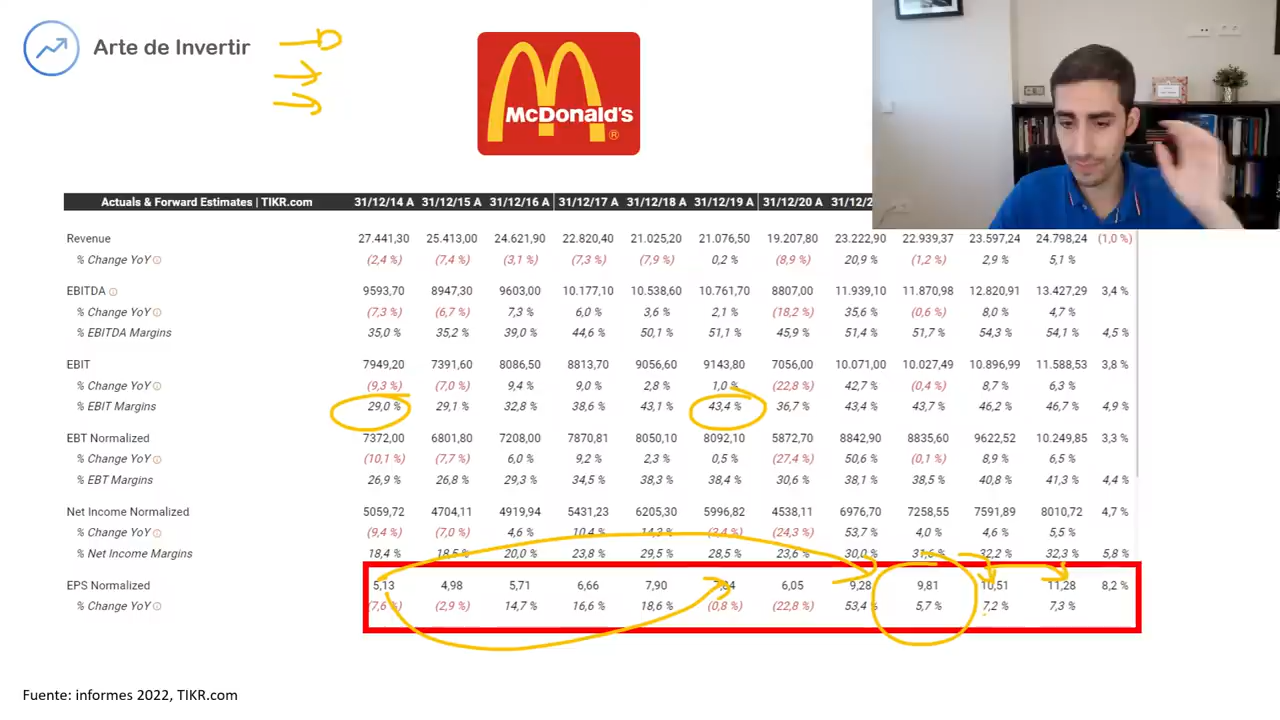 Arte de Invertir
McDonald's
®
Actuals & Forward Estimates | TIKR.com 31/12/14 A 31/12/15 A 31/12/16 A 31/12/17 A 31/12/18 A 31/12/19 A 31/12/20 A 31/12/2
Revenue 27.441,30 25.413,00 24.621,90 22.820,40 21.025,20 21.076,50 19.207,80 23.222,90 22.939,37 23.597,24 24.798,24 (1,0 %)
% Change YoY (2,4 %) (7,4 %) (3,1 %) (7,3 %) (7,9 %) 0,2 % (8,9 %) 20,9 % (1,2 %) 2,9 % 5,1 %
EBITDA 9593,70 8947,30 9603,00 10.177,10 10.538,60 10.761,70 8807,00 11.939,10 11.870,98 12.820,91 13.427,29 3,4 %
% Change YoY (7,3 %) (6,7 %) 7,3 % 6,0 % 3,6 % 2,1 % (18,2 %) 35,6 % (0,6 %) 8,0 % 4,7 %
% EBITDA Margins 35,0 % 35,2 % 39,0 % 44,6 % 50,1 % 51,1 % 45,9 % 51,4 % 51,7 % 54,3 % 54,1 % 4,5 %
EBIT 7949,20 7391,60 8086,50 8813,70 9056,60 9143,80 7056,00 10.071,00 10.027,49 10.896,99 11.588,53 3,8 %
% Change YoY (9,3 %) (7,0 %) 9,4 % 9,0 % 2,8 % 1,0 % (22,8 %) 42,7 % (0,4 %) 8,7 % 6,3 %
% EBIT Margins 29,0 % 29,1 % 32,8 % 38,6 % 43,1 % 43,4 % 36,7 % 43,4 % 43,7 % 46,2 % 46,7 % 4,9 %
EBT Normalized 7372,00 6801,80 7208,00 7870,81 8050,10 8092,10 5872,70 8842,90 8835,60 9622,52 10.249,85 3,3 %
% Change YoY (10,1 %) (7,7 %) 6,0 % 9,2 % 2,3 % 0,5 % (27,4 %) 50,6 % (0,1 %) 8,9 % 6,5 %
% EBT Margins 26,9 % 26,8 % 29,3 % 34,5 % 38,3 % 38,4 % 30,6 % 38,1 % 38,5 % 40,8 % 41,3 % 4,4 %
Net Income Normalized 5059,72 4704,11 4919,94 5431,23 6205,30 5996,82 4538,11 6976,70 7258,55 7591,89 8010,72 4,7 %
% Change YoY (9,4 %) (7,0 %) 4,6 % 10,4 % 14,3 % (3,4 %) (24,3 %) 53,7 % 4,0 % 4,6 % 5,5 %
% Net Income Margins 18,4 % 18,5 % 20,0 % 23,8 % 29,5 % 28,5 % 23,6 % 30,0 % 31,6 % 32,2 % 32,3 % 5,8 %
EPS Normalized 5,13 4,98 5,71 6,66 7,90 7,84 6,05 9,28 9,81 10,51 11,28 8,2 %
% Change YoY (7,6 %) (2,9 %) 14,7 % 16,6 % 18,6 % (0,8 %) (22,8 %) 53,4 % 5,7 % 7,2 % 7,3 %
Fuente: informes 2022, TIKR.com